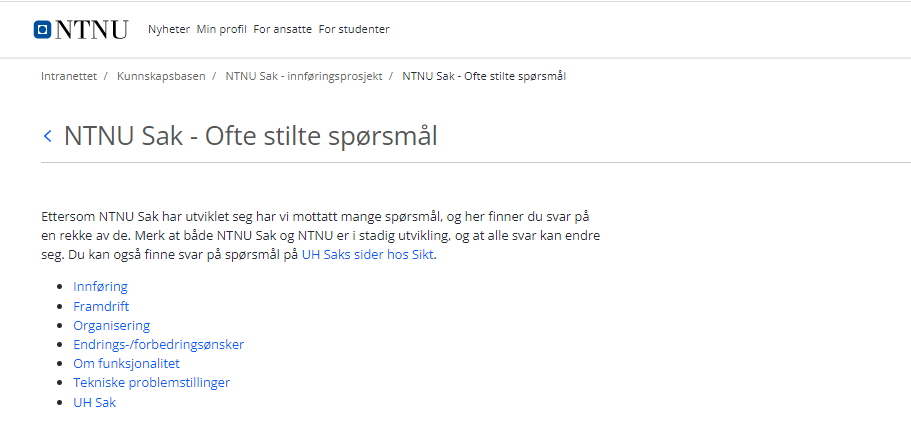 NTNU Nyheter Min profil For ansatte For studenter
Intranettet / Kunnskapsbasen / NTNU Sak - innføringsprosjekt / NTNU Sak - Ofte stilte spørsmål
NTNU Sak - Ofte stilte spørsmål
Ettersom NTNU Sak har utviklet seg har vi mottatt mange spørsmål, og her finner du svar på
en rekke av de. Merk at både NTNU Sak og NTNU er i stadig utvikling, og at alle svar kan endre
seg. Du kan også finne svar på spørsmål på UH Saks sider hos Sikt.
Innføring
Framdrift
Organisering
Endrings-/forbedringsønsker
Om funksjonalitet
Tekniske problemstillinger
UH Sak